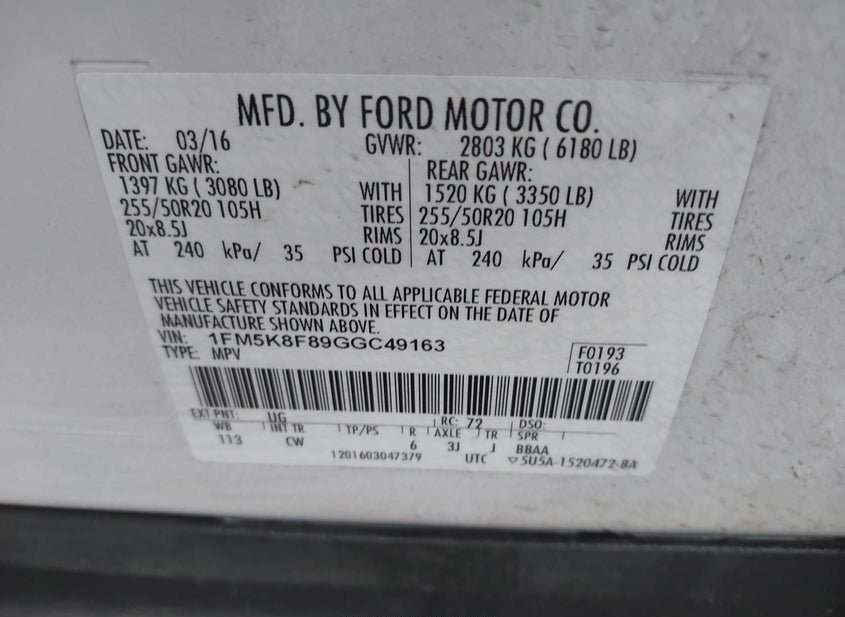 MFD. BY FORD MOTOR CO.
DATE: 03/16 GVWR: 2803 KG ( 6180 LB)
FRONT GAWR: REAR GAWR:
1397 KG ( 3080 LB) WITH 1520 KG ( 3350 LB) WITH
255/50R20 105H TIRES 255/50R20 105H TIRES
20x8.5J RIMS 20x8.5J RIMS
AT 240 kPa/ 35 PSI COLD AT 240 kPa/ 35 PSI COLD
THIS VEHICLE CONFORMS TO ALL APPLICABLE FEDERAL MOTOR
VEHICLE SAFETY STANDARDS IN EFFECT ON THE DATE OF
MANUFACTURE SHOWN ABOVE.
VIN: 1FM5K8F89GGC49163
TYPE: MPV
F0193
T0196
EXT PNT: UG RC: 72 DSO:
WB INT TR TP/PS R AXLE TR SPR
113 CW 6 3J J BBAA
1201603047379 UTC 5U5A-1520472-BA